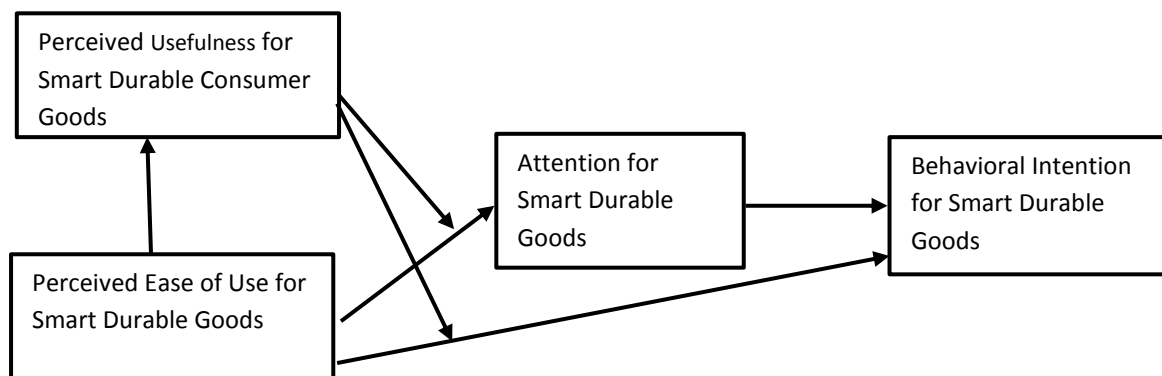 Perceived Usefulness for
Smart Durable Consumer
Goods
Attention for
Smart Durable
Goods
Behavioral Intention
for Smart Durable
Goods
Perceived Ease of Use for
Smart Durable Goods